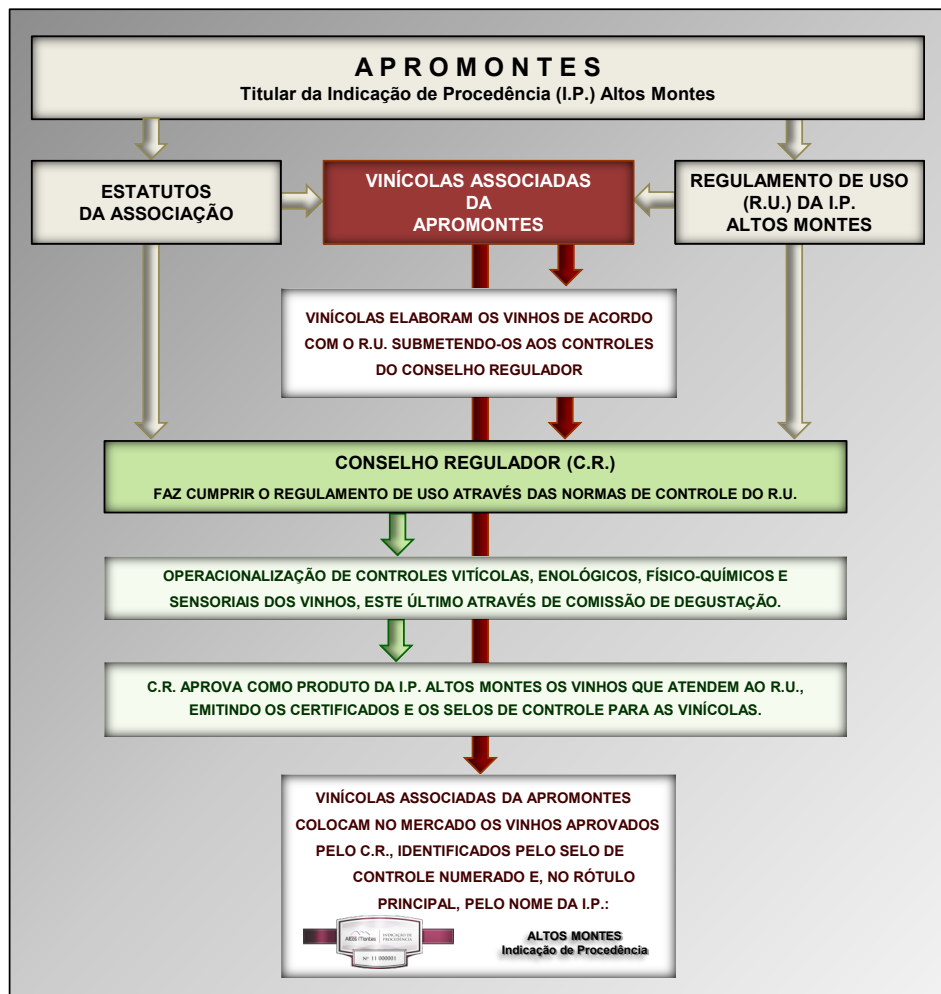 A P R O M O N T E S
Titular da Indicação de Procedência (I.P.) Altos Montes
ESTATUTOS
DA ASSOCIAÇÃO
VINÍCOLAS ASSOCIADAS
DA
APROMONTES
REGULAMENTO DE USO
(R.U.) DA I.P.
ALTOS MONTES
VINÍCOLAS ELABORAM OS VINHOS DE ACORDO
COM O R.U. SUBMETENDO-OS AOS CONTROLES
DO CONSELHO REGULADOR
CONSELHO REGULADOR (C.R.)
FAZ CUMPRIR O REGULAMENTO DE USO ATRAVÉS DAS NORMAS DE CONTROLE DO R.U.
OPERACIONALIZAÇÃO DE CONTROLES VITÍCOLAS, ENOLÓGICOS, FÍSICO-QUÍMICOS E
SENSORIAIS DOS VINHOS, ESTE ÚLTIMO ATRAVÉS DE COMISSÃO DE DEGUSTAÇÃO.
C.R. APROVA COMO PRODUTO DA I.P. ALTOS MONTES OS VINHOS QUE ATENDEM AO R.U.,
EMITINDO OS CERTIFICADOS E OS SELOS DE CONTROLE PARA AS VINÍCOLAS.
VINÍCOLAS ASSOCIADAS DA APROMONTES
COLOCAM NO MERCADO OS VINHOS APROVADOS
PELO C.R., IDENTIFICADOS PELO SELO DE
CONTROLE NUMERADO E, NO RÓTULO
PRINCIPAL, PELO NOME DA I.P.:
Altos Montes
INDICAÇÃO DE
PROCEDÊNCIA
Nº 11 000001
ALTOS MONTES
Indicação de Procedência